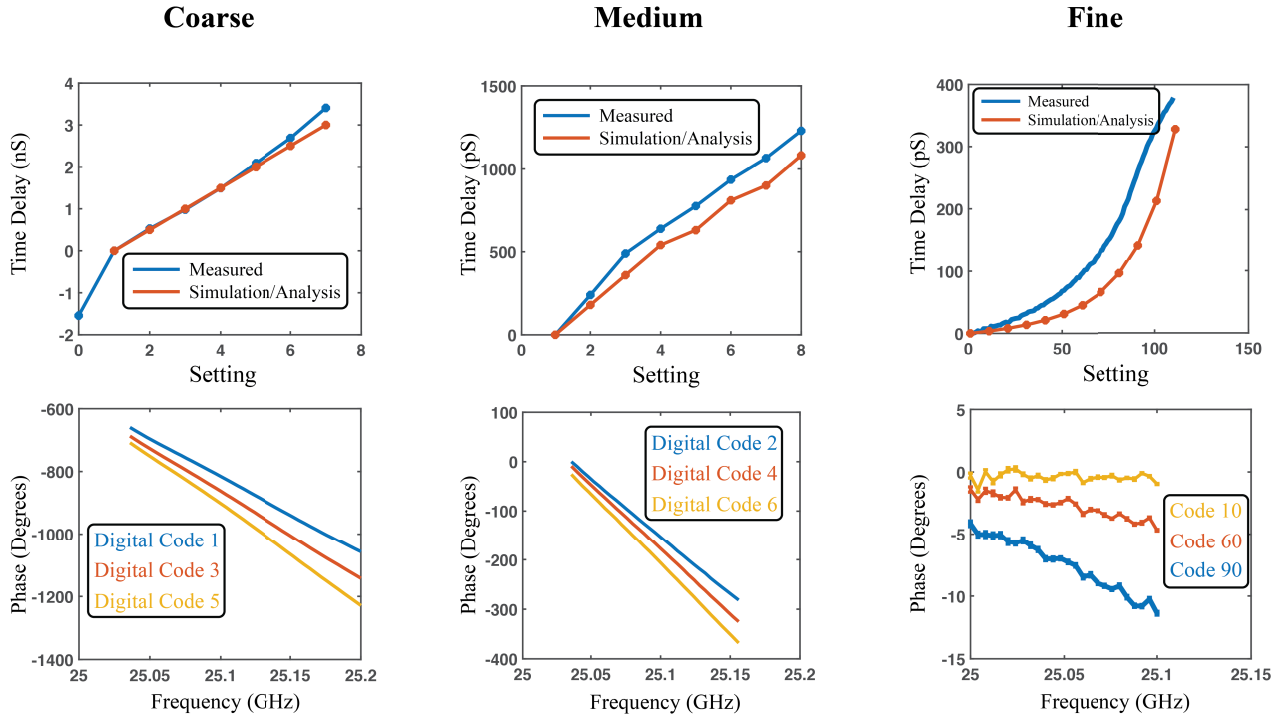 Coarse
Medium
Fine
Time Delay (nS)
4
3
2
1
0
-1
-2
Measured
Simulation/Analysis
0
2
4
6
8
Setting
Time Delay (pS)
1500
1000
500
0
Measured
Simulation/Analysis
0
2
4
6
8
Setting
Time Delay (pS)
400
300
200
100
0
Measured
Simulation/Analysis
0
50
100
150
Setting
Phase (Degrees)
-600
-800
-1000
-1200
-1400
Digital Code 1
Digital Code 3
Digital Code 5
25
25.05
25.1
25.15
25.2
Frequency (GHz)
Phase (Degrees)
100
0
-100
-200
-300
-400
Digital Code 2
Digital Code 4
Digital Code 6
25
25.05
25.1
25.15
25.2
Frequency (GHz)
Phase (Degrees)
5
0
-5
-10
-15
Code 10
Code 60
Code 90
25
25.05
25.1
25.15
Frequency (GHz)